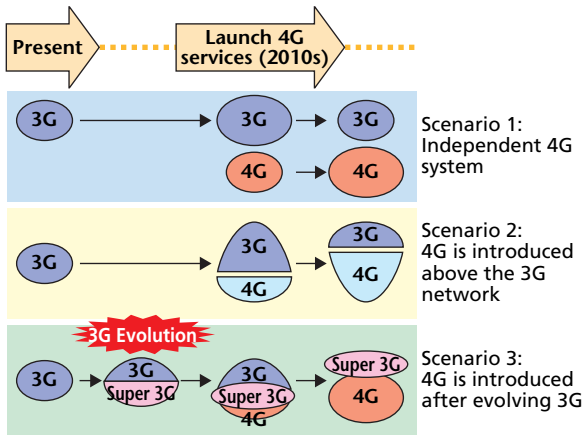 Present
Launch 4G
services (2010s)
3G
3G
3G
4G
4G
Scenario 1:
Independent 4G
system
3G
3G
4G
3G
4G
Scenario 2:
4G is introduced
above the 3G
network
3G Evolution
3G
3G
Super 3G
3G
Super 3G
4G
Super 3G
4G
Scenario 3:
4G is introduced
after evolving 3G